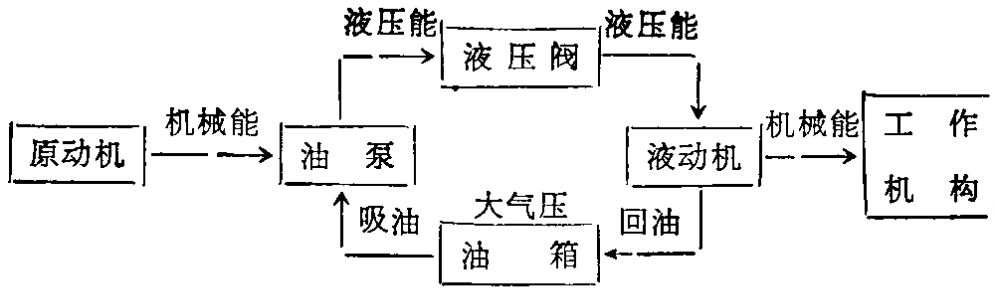 液压能
液压能
液压阀
机械能
机械能
原动机
油泵
液动机
工作
机构
大气压
吸油
回油
油箱